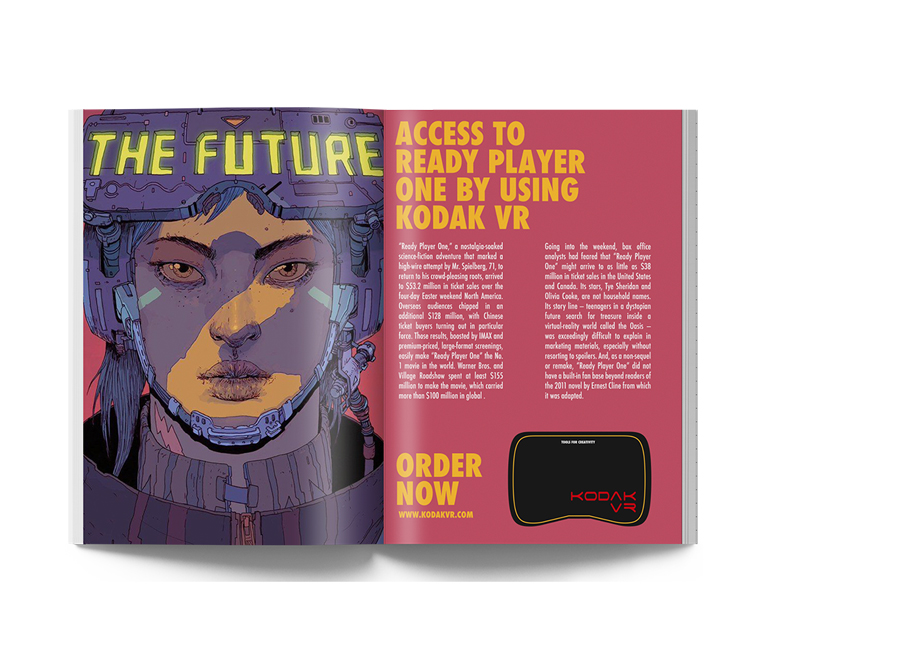 THE FUTURE
ACCESS TO
READY PLAYER
ONE BY USING
KODAK VR
"Ready Player One," a nostalgia-soaked
science-fiction adventure that marked a
high-wire attempt by Mr. Spielberg, 71, to
return to his crowd-pleasing roots, arrived
to $53.2 million in ticket sales over the
four-day Easter weekend North America.
Overseas audiences chipped in an
additional $128 million, with Chinese
ticket buyers turning out in particular
force. Those results, boosted by IMAX and
premium-priced, large-format screenings,
easily make "Ready Player One" the No.
1 movie in the world. Warner Bros. and
Village Roadshow spent at least $155
million to make the movie, which carried
more than $100 million in global .
Going into the weekend, box office
analysts had feared that "Ready Player
One" might arrive to as little as $38
million in ticket sales in the United States
and Canada. Its stars, Tye Sheridan and
Olivia Cooke, are not household names.
Its story line – teenagers in a dystopian
future search for treasure inside a
virtual-reality world called the Oasis –
was exceedingly difficult to explain in
marketing materials, especially without
resorting to spoilers. And, as a non-sequel
or remake, "Ready Player One" did not
have a built-in fan base beyond readers of
the 2011 novel by Ernest Cline from which
it was adapted.
ORDER
NOW
WWW.KODAKVR.COM
TOOLS FOR CREATIVITY
KODAK
VR